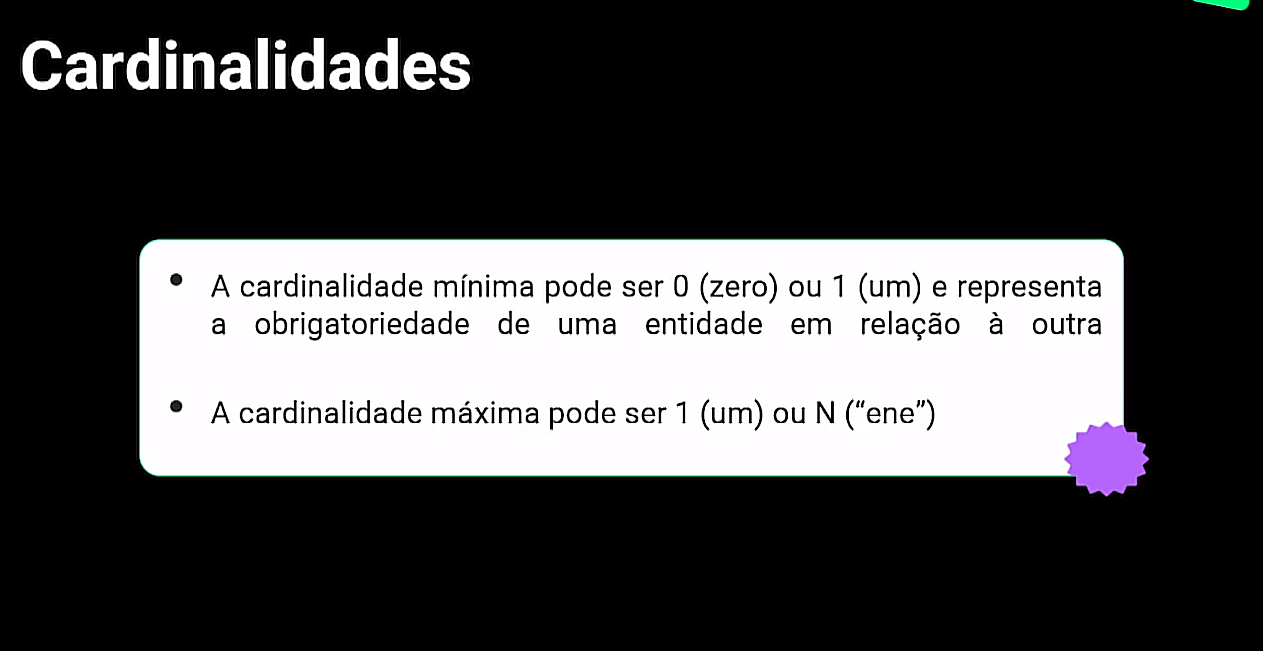 Cardinalidades
• A cardinalidade mínima pode ser 0 (zero) ou 1 (um) e representa
a obrigatoriedade de uma entidade em relação à outra
• A cardinalidade máxima pode ser 1 (um) ou N (“ene”)